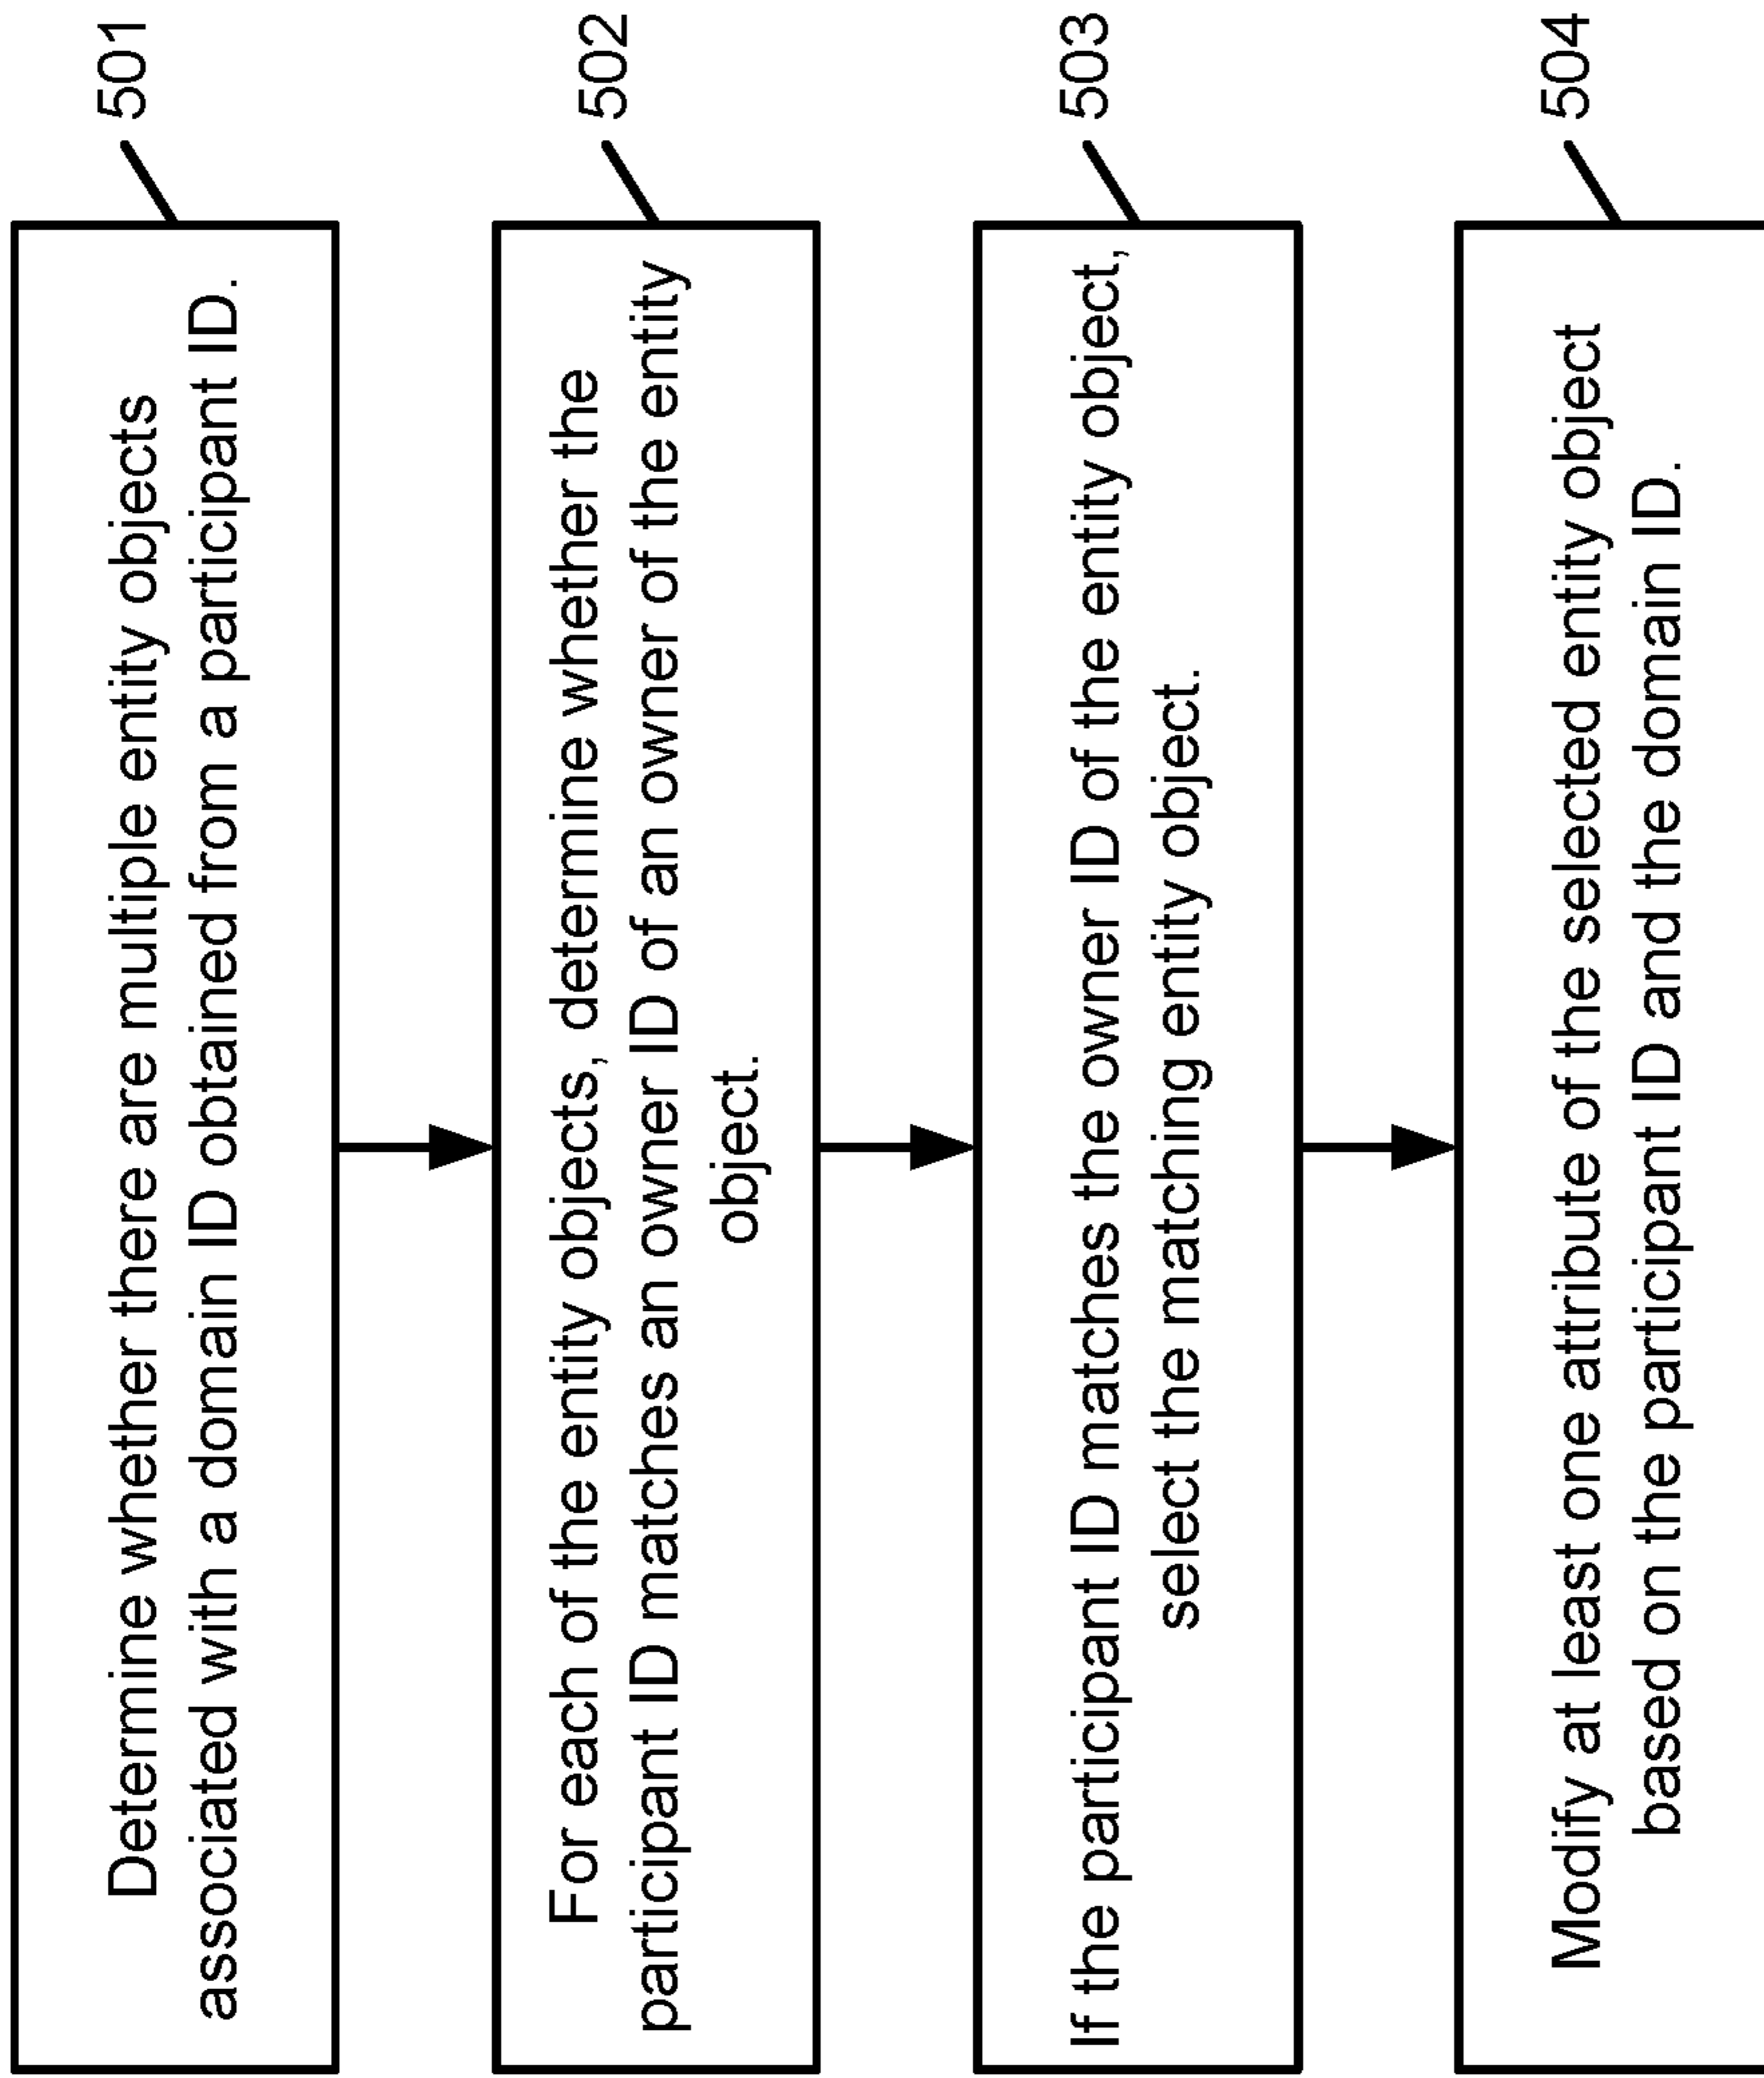 Determine whether there are multiple entity objects
associated with a domain ID obtained from a participant ID.
501
For each of the entity objects, determine whether the
participant ID matches an owner ID of an owner of the entity
object.
502
If the participant ID matches the owner ID of the entity object,
select the matching entity object.
503
Modify at least one attribute of the selected entity object
based on the participant ID and the domain ID.
504